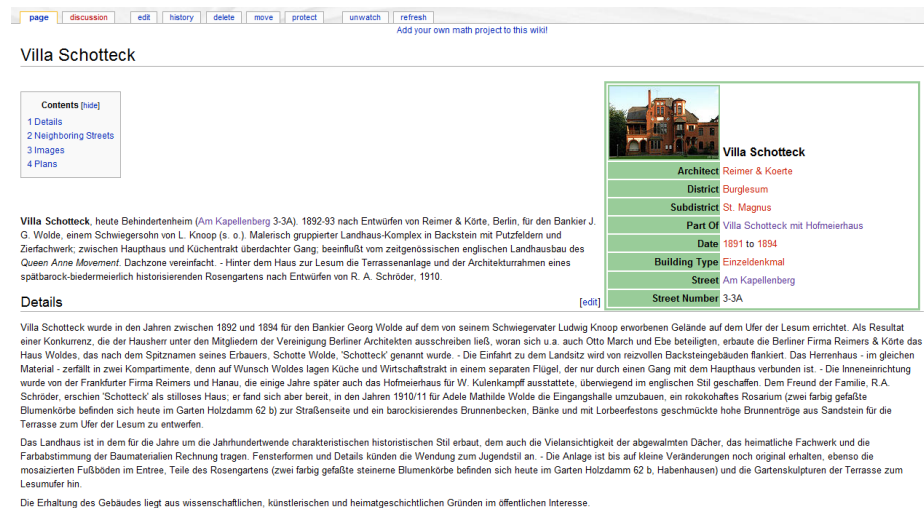 page discussion edit history delete move protect unwatch refresh
Add your own math project to this wiki!
Villa Schotteck
Contents [hide]
1 Details
2 Neighboring Streets
3 Images
4 Plans
Villa Schotteck
Architect Reimer & Koerte
District Burglesum
Subdistrict St. Magnus
Part Of Villa Schotteck mit Hofmeierhaus
Date 1891 to 1894
Building Type Einzeldenkmal
Street Am Kapellenberg
Street Number 3-3A
Villa Schotteck, heute Behindertenheim (Am Kapellenberg 3-3A). 1892-93 nach Entwürfen von Reimer & Körte, Berlin, für den Bankier J.
G. Wolde, einem Schwiegersohn von L. Knoop (s. o.). Malerisch gruppierter Landhaus-Komplex in Backstein mit Putzfeldern und
Zierfachwerk; zwischen Haupthaus und Küchentrakt überdachter Gang; beeinflußt vom zeitgenössischen englischen Landhausbau des
Queen Anne Movement. Dachzone vereinfacht. - Hinter dem Haus zur Lesum die Terrassenanlage und der Architekturrahmen eines
spätbarock-biedermeierlich historisierenden Rosengartens nach Entwürfen von R. A. Schröder, 1910.
Details [edit]
Villa Schotteck wurde in den Jahren zwischen 1892 und 1894 für den Bankier Georg Wolde auf dem von seinem Schwiegervater Ludwig Knoop erworbenen Gelände auf dem Ufer der Lesum errichtet. Als Resultat
einer Konkurrenz, die der Hausherr unter den Mitgliedern der Vereinigung Berliner Architekten ausschreiben ließ, woran sich u.a. auch Otto March und Ebe beteiligten, erbaute die Berliner Firma Reimers & Körte das
Haus Woldes, das nach dem Spitznamen seines Erbauers, Schotte Wolde, 'Schotteck' genannt wurde. - Die Einfahrt zu dem Landsitz wird von reizvollen Backsteingebäuden flankiert. Das Herrenhaus - im gleichen
Material - zerfällt in zwei Kompartimente, denn auf Wunsch Woldes lagen Küche und Wirtschaftstrakt in einem separaten Flügel, der nur durch einen Gang mit dem Haupthaus verbunden ist. - Die Inneneinrichtung
wurde von der Frankfurter Firma Reimers und Hanau, die einige Jahre später auch das Hofmeierhaus für W. Kulenkampff ausstattete, überwiegend im englischen Stil geschaffen. Dem Freund der Familie, R.A.
Schröder, erschien 'Schotteck' als stilloses Haus; er fand sich aber bereit, in den Jahren 1910/11 für Adele Mathilde Wolde die Eingangshalle umzubauen, ein rokokohaftes Rosarium (zwei farbig gefaßte
Blumenkörbe befinden sich heute im Garten Holzdamm 62 b) zur Straßenseite und ein barockisierendes Brunnenbecken, Bänke und mit Lorbeerfestons geschmückte hohe Brunnentröge aus Sandstein für die
Terrasse zum Ufer der Lesum zu entwerfen.
Das Landhaus ist in dem für die Jahre um die Jahrhundertwende charakteristischen historistischen Stil erbaut, dem auch die Vielansichtigkeit der abgewalmten Dächer, das heimatliche Fachwerk und die
Farbabstimmung der Baumaterialien Rechnung tragen. Fensterformen und Details künden die Wendung zum Jugendstil an. - Die Anlage ist bis auf kleine Veränderungen noch original erhalten, ebenso die
mosaizierten Fußböden im Entree, Teile des Rosengartens (zwei farbig gefaßte steinerne Blumenkörbe befinden sich heute im Garten Holzdamm 62 b, Habenhausen) und die Gartenskulpturen der Terrasse zum
Lesumufer hin.
Die Erhaltung des Gebäudes liegt aus wissenschaftlichen, künstlerischen und heimatgeschichtlichen Gründen im öffentlichen Interesse.